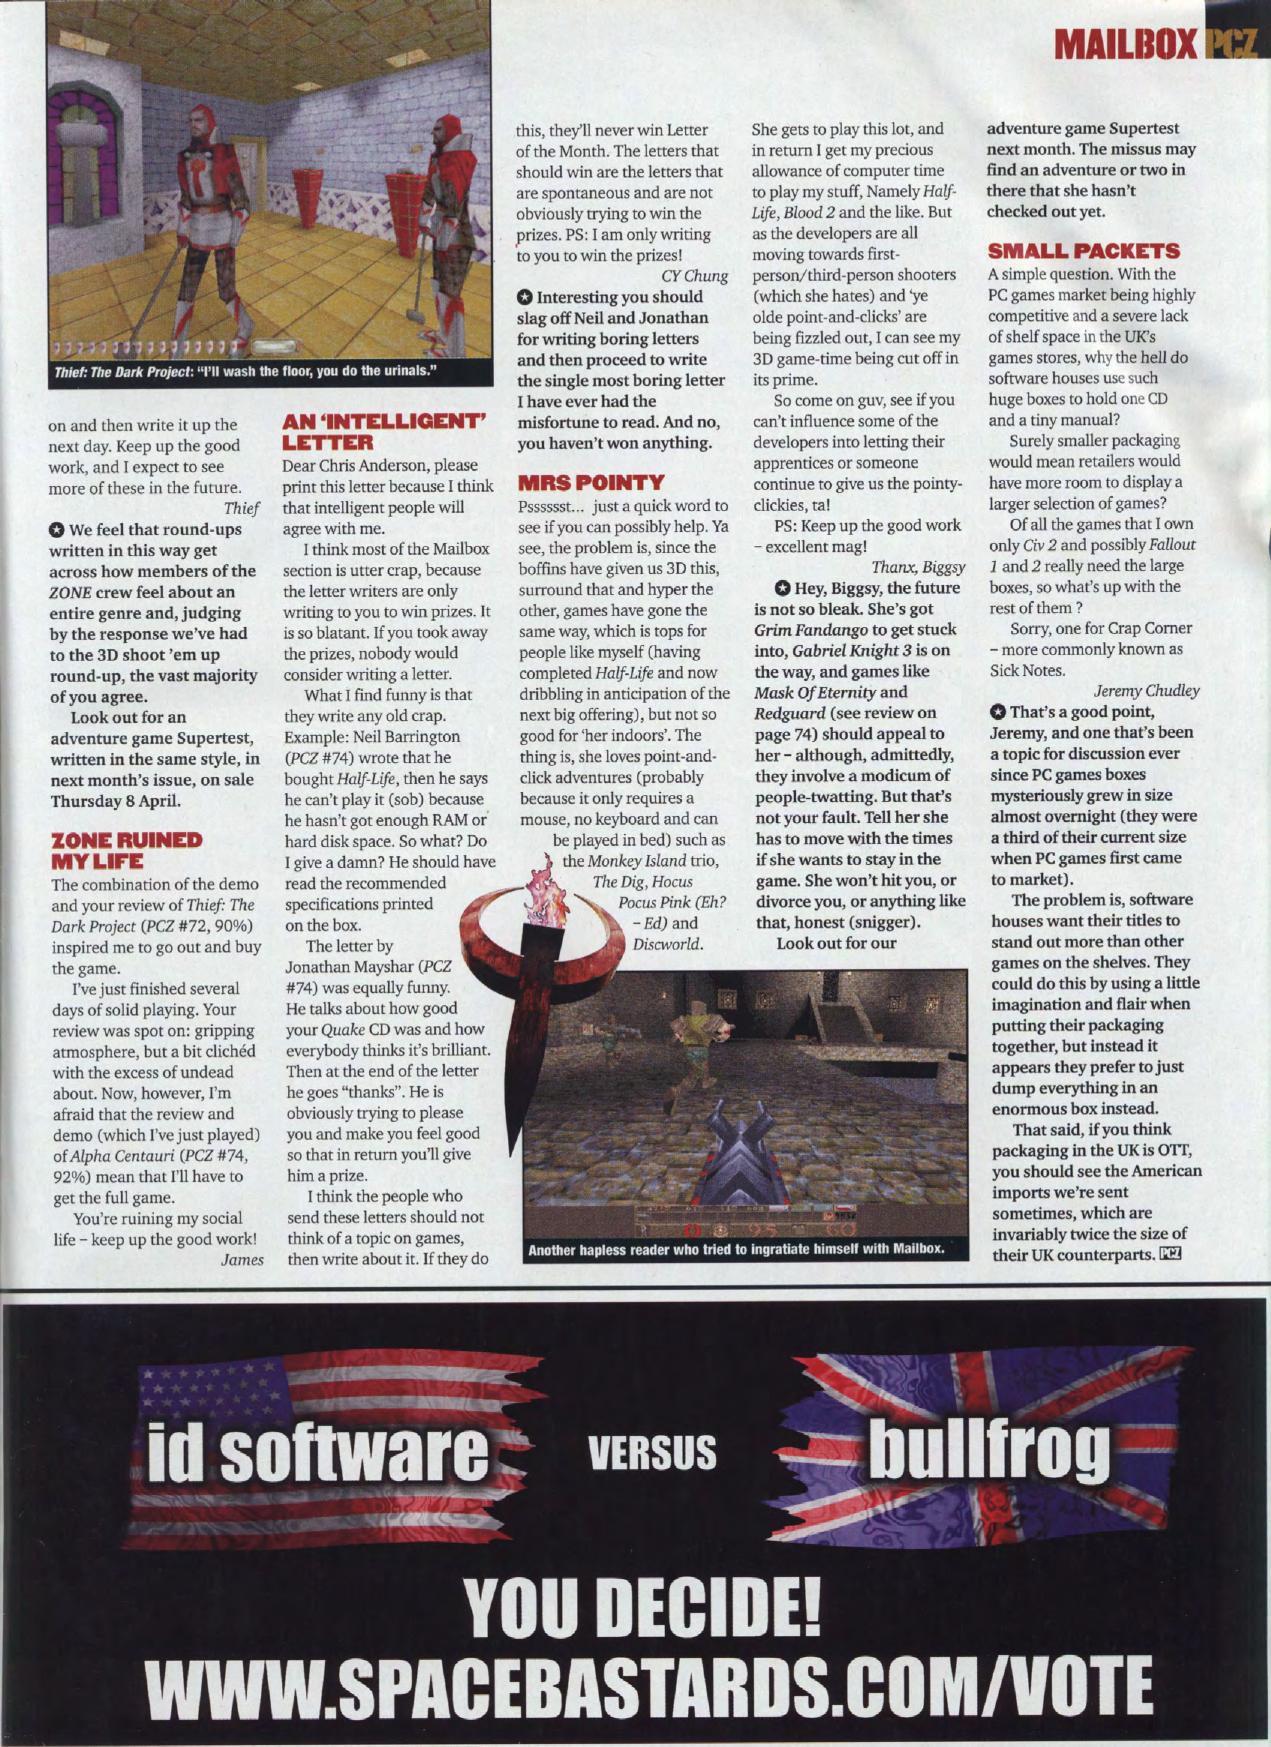 MAILBOX PCZ
Thief: The Dark Project: “I'll wash the floor, you do the urinals.”
on and then write it up the
next day. Keep up the good
work, and I expect to see
more of these in the future.
Thief
We feel that round-ups
written in this way get
across how members of the
ZONE crew feel about an
entire genre and, judging
by the response we've had
to the 3D shoot 'em up
round-up, the vast majority
of you agree.
Look out for an
adventure game Supertest,
written in the same style, in
next month's issue, on sale
Thursday 8 April.
ZONE RUINED
MY LIFE
The combination of the demo
and your review of Thief: The
Dark Project (PCZ #72, 90%)
inspired me to go out and buy
the game.
I've just finished several
days of solid playing. Your
review was spot on: gripping
atmosphere, but a bit clichéd
with the excess of undead
about. Now, however, I'm
afraid that the review and
demo (which I've just played)
of Alpha Centauri (PCZ #74,
92%) mean that I'll have to
get the full game.
You're ruining my social
life – keep up the good work!
James
AN ‘INTELLIGENT’
LETTER
Dear Chris Anderson, please
print this letter because I think
that intelligent people will
agree with me.
I think most of the Mailbox
section is utter crap, because
the letter writers are only
writing to you to win prizes. It
is so blatant. If you took away
the prizes, nobody would
consider writing a letter.
What I find funny is that
they write any old crap.
Example: Neil Barrington
(PCZ #74) wrote that he
bought Half-Life, then he says
he can't play it (sob) because
he hasn't got enough RAM or
hard disk space. So what? Do
I give a damn? He should have
read the recommended
specifications printed
on the box.
The letter by
Jonathan Mayshar (PCZ
#74) was equally funny.
He talks about how good
your Quake CD was and how
everybody thinks it's brilliant.
Then at the end of the letter
he goes “thanks”. He is
obviously trying to please
you and make you feel good
so that in return you'll give
him a prize.
I think the people who
send these letters should not
think of a topic on games,
then write about it. If they do
this, they'll never win Letter
of the Month. The letters that
should win are the letters that
are spontaneous and are not
obviously trying to win the
prizes. PS: I am only writing
to you to win the prizes!
CY Chung
Interesting you should
slag off Neil and Jonathan
for writing boring letters
and then proceed to write
the single most boring letter
I have ever had the
misfortune to read. And no,
you haven't won anything.
MRS POINTY
Psssssst... just a quick word to
see if you can possibly help. Ya
see, the problem is, since the
boffins have given us 3D this,
surround that and hyper the
other, games have gone the
same way, which is tops for
people like myself (having
completed Half-Life and now
dribbling in anticipation of the
next big offering), but not so
good for ‘her indoors’. The
thing is, she loves point-and-
click adventures (probably
because it only requires a
mouse, no keyboard and can
be played in bed) such as
the Monkey Island trio,
The Dig, Hocus
Pocus Pink (Eh?
– Ed) and
Discworld.
She gets to play this lot, and
in return I get my precious
allowance of computer time
to play my stuff, Namely Half-
Life, Blood 2 and the like. But
as the developers are all
moving towards first-
person/third-person shooters
(which she hates) and ‘ye
olde point-and-clicks’ are
being fizzled out, I can see my
3D game-time being cut off in
its prime.
So come on guv, see if you
can't influence some of the
developers into letting their
apprentices or someone
continue to give us the pointy-
clickies, ta!
PS: Keep up the good work
– excellent mag!
Thanx, Biggsy
Hey, Biggsy, the future
is not so bleak. She's got
Grim Fandango to get stuck
into, Gabriel Knight 3 is on
the way, and games like
Mask Of Eternity and
Redguard (see review on
page 74) should appeal to
her – although, admittedly,
they involve a modicum of
people-twatting. But that's
not your fault. Tell her she
has to move with the times
if she wants to stay in the
game. She won't hit you, or
divorce you, or anything like
that, honest (snigger).
Look out for our
adventure game Supertest
next month. The missus may
find an adventure or two in
there that she hasn't
checked out yet.
SMALL PACKETS
A simple question. With the
PC games market being highly
competitive and a severe lack
of shelf space in the UK's
games stores, why the hell do
software houses use such
huge boxes to hold one CD
and a tiny manual?
Surely smaller packaging
would mean retailers would
have more room to display a
larger selection of games?
Of all the games that I own
only Civ 2 and possibly Fallout
1 and 2 really need the large
boxes, so what's up with the
rest of them ?
Sorry, one for Crap Corner
– more commonly known as
Sick Notes.
Jeremy Chudley
That's a good point,
Jeremy, and one that's been
a topic for discussion ever
since PC games boxes
mysteriously grew in size
almost overnight (they were
a third of their current size
when PC games first came
to market).
The problem is, software
houses want their titles to
stand out more than other
games on the shelves. They
could do this by using a little
imagination and flair when
putting their packaging
together, but instead it
appears they prefer to just
dump everything in an
enormous box instead.
That said, if you think
packaging in the UK is OTT,
you should see the American
imports we're sent
sometimes, which are
invariably twice the size of
their UK counterparts. PCZ
Another hapless reader who tried to ingratiate himself with Mailbox.
id software VERSUS bullfrog
YOU DECIDE!
WWW.SPACEBASTARDS.COM/VOTE